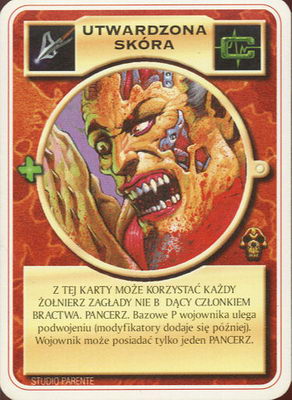 UTWARDZONA
SKÓRA
Z TEJ KARTY MOŻE KORZYSTAĆ KAŻDY
ŻOŁNIERZ ZAGŁADY NIE B DĄCY CZŁONKIEM
BRACTWA. PANCERZ. Bazowe P wojownika ulega
podwojeniu (modyfikatory dodaje się później).
Wojownik może posiadać tylko jeden PANCERZ.
STUDIO PARENTE